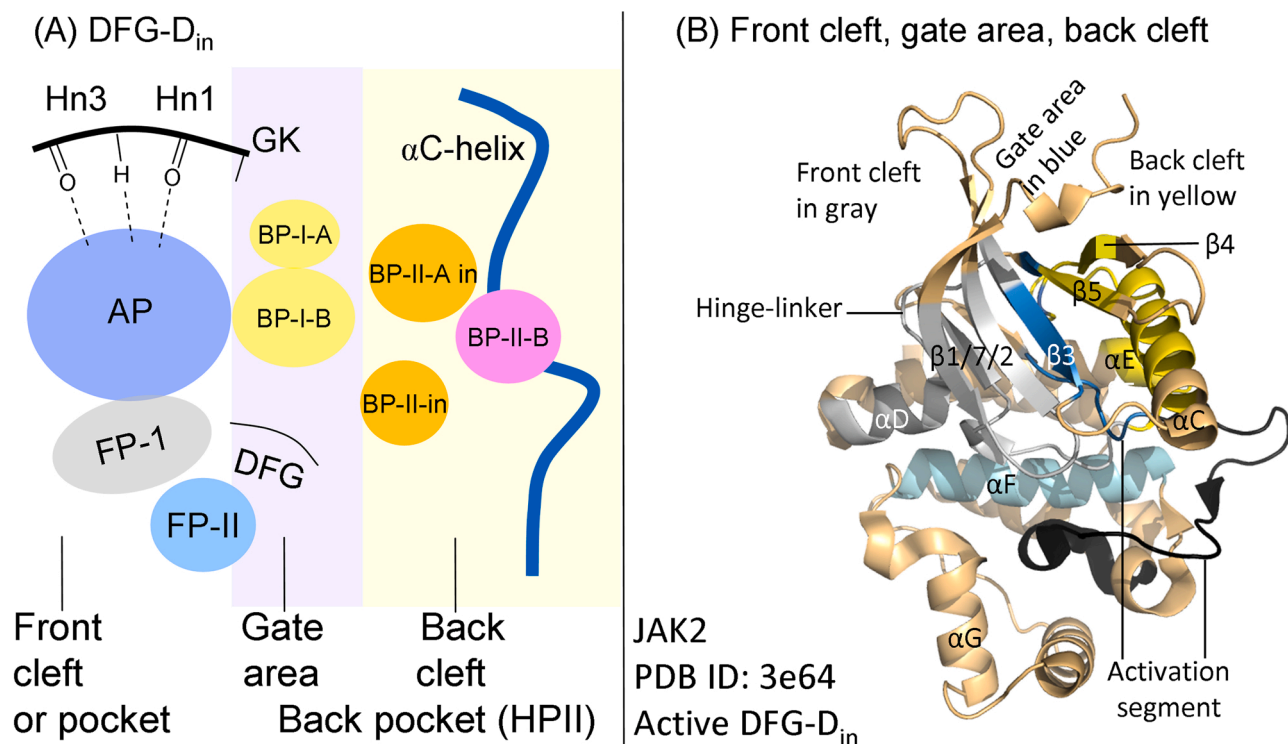 (A) DFG-Din
Hn3
Hn1
GK
O
H
O
αC-helix
BP-I-A
BP-II-A in
AP
BP-I-B
BP-II-B
BP-II-in
FP-1
DFG
FP-II
Front
cleft
or pocket
Gate
area
Back
cleft
Back pocket (HPII)
(B) Front cleft, gate area, back cleft
Front cleft
in gray
Gate area
in blue
Back cleft
in yellow
β4
β5
Hinge-linker
β1/7/2
β3
αE
αD
αC
αF
αG
Activation
segment
JAK2
PDB ID: 3e64
Active DFG-Din